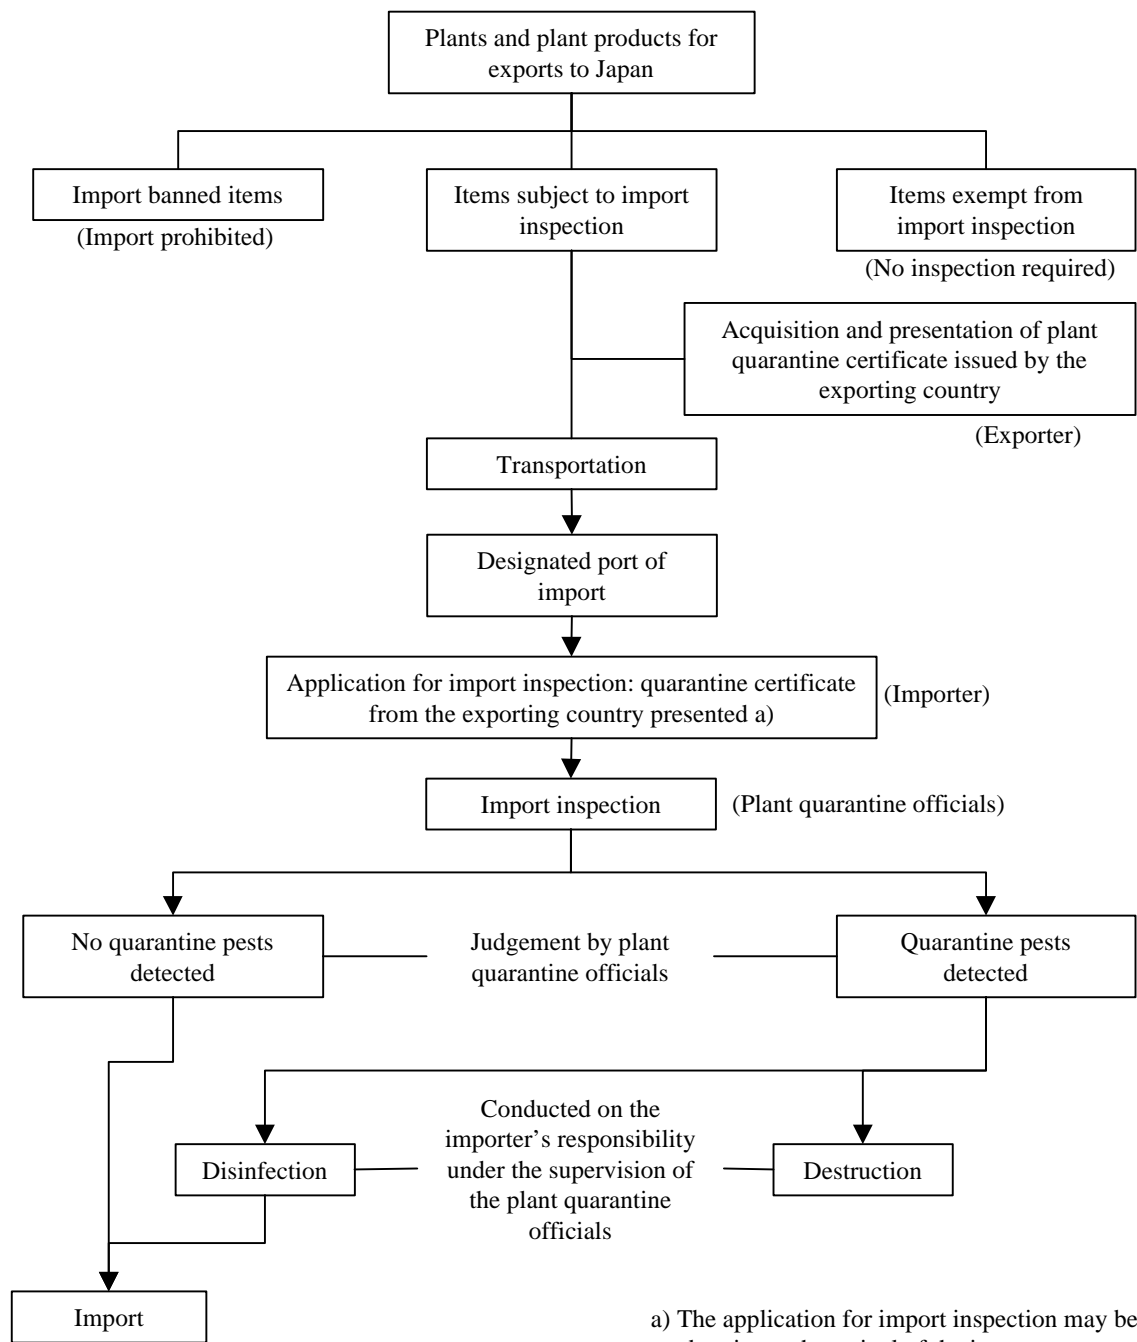 Plants and plant products for
exports to Japan
Import banned items
(Import prohibited)
Items subject to import
inspection
Items exempt from
import inspection
(No inspection required)
Acquisition and presentation of plant
quarantine certificate issued by the
exporting country
(Exporter)
Transportation
Designated port of
import
Application for import inspection: quarantine certificate
from the exporting country presented a)
(Importer)
Import inspection
(Plant quarantine officials)
No quarantine pests
detected
Judgement by plant
quarantine officials
Quarantine pests
detected
Disinfection
Conducted on the
importer’s responsibility
under the supervision of
the plant quarantine
officials
Destruction
Import
a) The application for import inspection may be